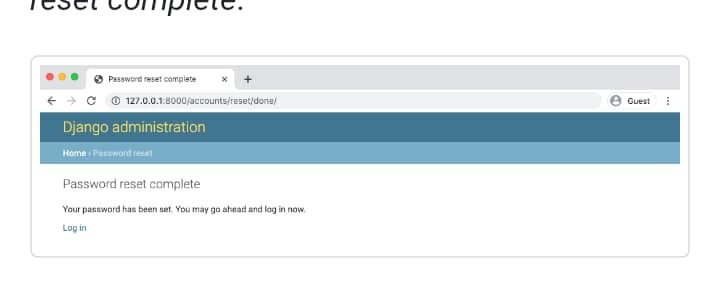 reset complete.
Password reset complete
127.0.0.1:8000/accounts/reset/done/
Guest
Django administration
Home › Password reset
Password reset complete
Your password has been set. You may go ahead and log in now.
Log in